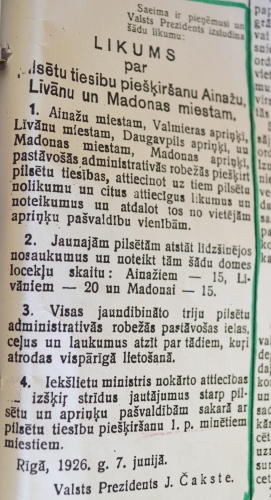 Saeima ir pieņēmusi un
Valsts Prezidents izsludina
šādu likumu:
LIKUMS
par
pilsētu tiesību piešķiršanu Ainažu,
Līvānu un Madonas miestam.
1. Ainažu miestam, Valmieras apriņķī,
Līvānu miestam, Daugavpils apriņķī, un
Madonas miestam, Madonas apriņķī,
pastāvošās administratīvās robežās piešķirt
pilsētu tiesības, attiecinot uz tiem pilsētu
nolikumu un citus attiecīgus likumus un
noteikumus un atdalot tos no vietējām
apriņķu pašvaldību vienībām.
2. Jaunajām pilsētām atstāt līdzšinējos
nosaukumus un noteikt tām šādu domes
locekļu skaitu: Ainažiem — 15, Lī-
vāniem — 20 un Madonai — 15.
3. Visas jaundibināto triju pilsētu
administratīvās robežās pastāvošas ielas,
ceļus un laukumus atzīt par tādiem, kuŗi
atrodas vispārīgā lietošanā.
4. Iekšlietu ministris nokārto attiecības
izšķir strīdus jautājumus starp pil-
sētu un apriņķu pašvaldībām sakarā ar
pilsētu tiesību piešķiršanu 1. p. minētiem
miestiem.
Rīgā, 1926. g. 7. junijā.
Valsts Prezidents J. Čakste.